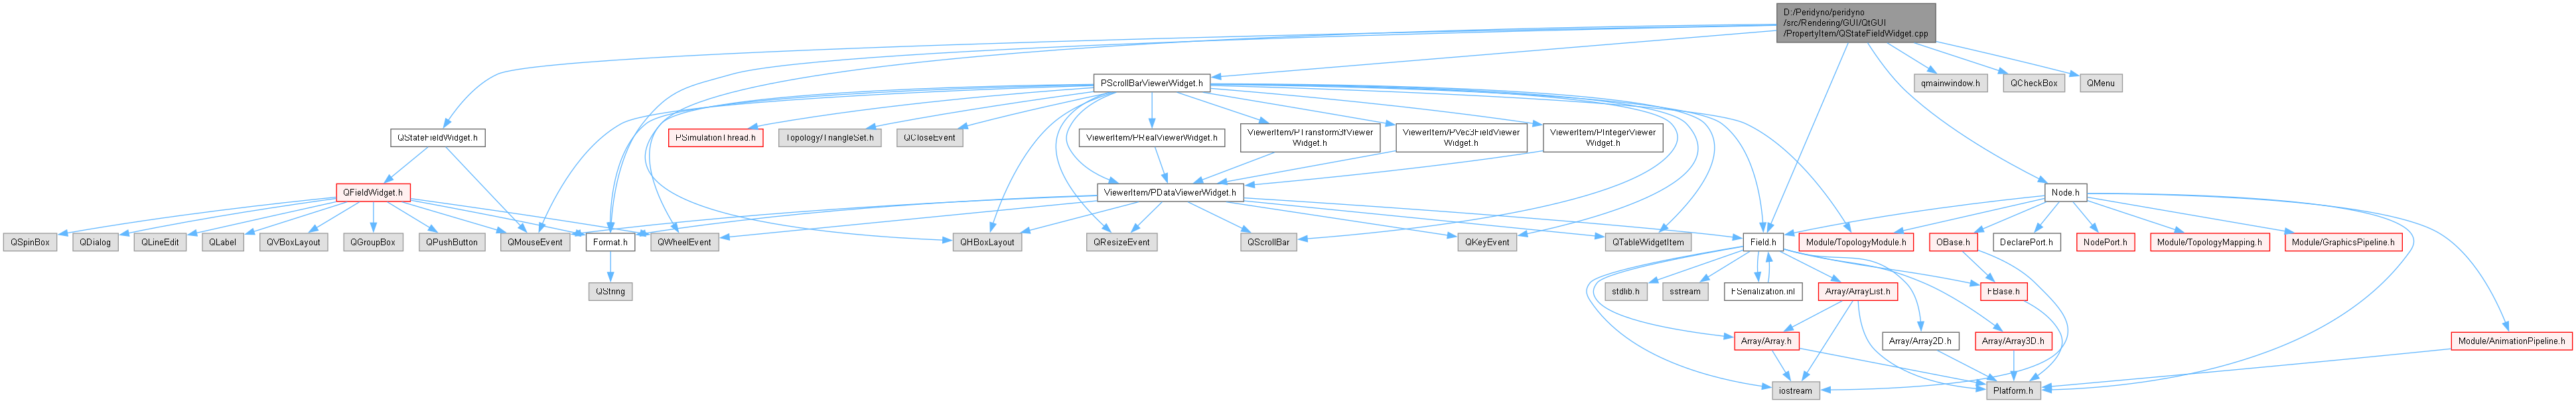 D:/Peridyno/peridyno
/src/Rendering/GUI/QtGUI
/PropertyItem/QStateFieldWidget.cpp
PScrollBarViewerWidget.h
qmainwindow.h
QCheckBox
QMenu
QStateFieldWidget.h
PSimulationThread.h
Topology/TriangleSet.h
QCloseEvent
ViewerItem/PRealViewerWidget.h
ViewerItem/PTransform3fViewer
Widget.h
ViewerItem/PVec3FieldViewer
Widget.h
ViewerItem/PIntegerViewer
Widget.h
QFieldWidget.h
ViewerItem/PDataViewerWidget.h
Node.h
QSpinBox
QDialog
QLineEdit
QLabel
QVBoxLayout
QGroupBox
QPushButton
QMouseEvent
Format.h
QWheelEvent
QHBoxLayout
QResizeEvent
QScrollBar
QKeyEvent
QTableWidgetItem
Field.h
Module/TopologyModule.h
OBase.h
DeclarePort.h
NodePort.h
Module/TopologyMapping.h
Module/GraphicsPipeline.h
QString
stdlib.h
sstream
FSerialization.inl
Array/ArrayList.h
FBase.h
Array/Array.h
Array/Array2D.h
Array/Array3D.h
Module/AnimationPipeline.h
iostream
Platform.h